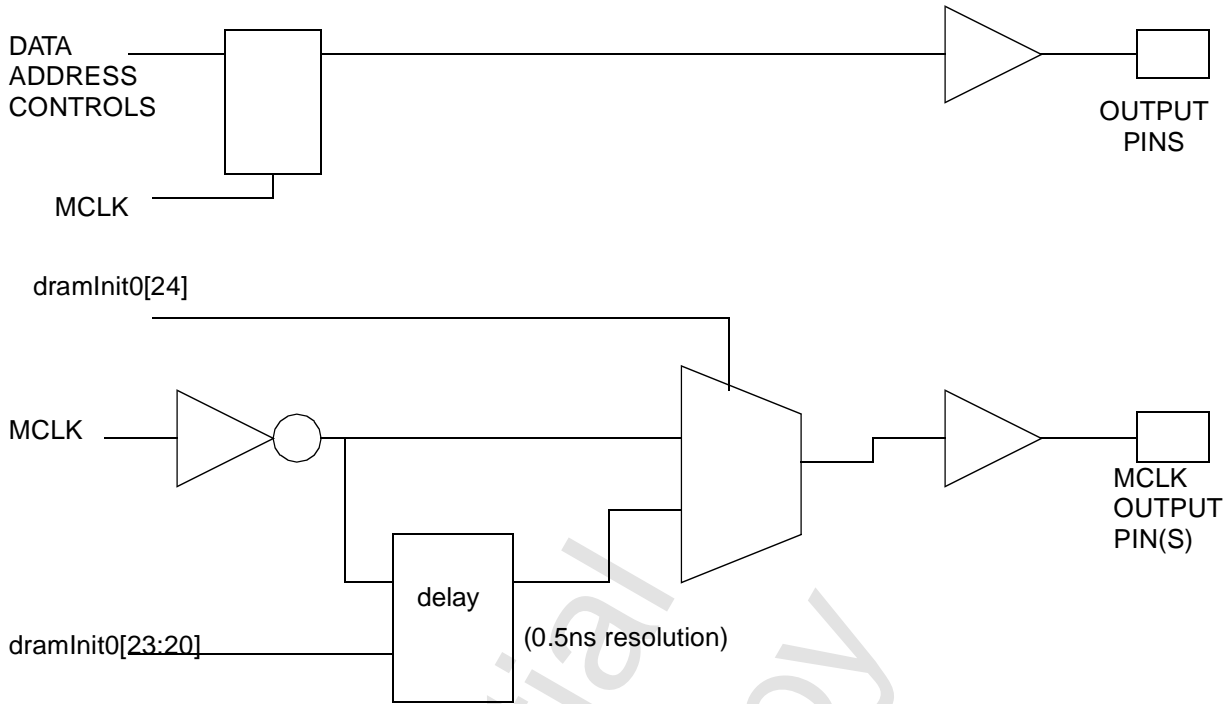 DATA
ADDRESS
CONTROLS
OUTPUT
PINS
MCLK
dramInit0[24]
MCLK
MCLK
OUTPUT
PIN(S)
delay
(0.5ns resolution)
dramInit0[23:20]